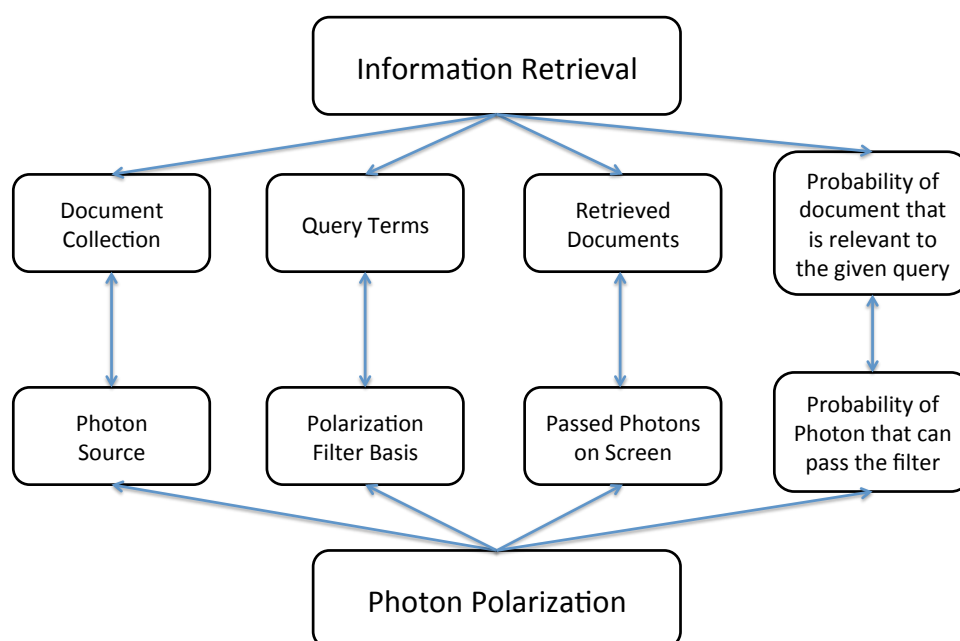 Information Retrieval
Document
Collection
Query Terms
Retrieved
Documents
Probability of
document that
is relevant to
the given query
Photon
Source
Polarization
Filter Basis
Passed Photons
on Screen
Probability of
Photon that can
pass the filter
Photon Polarization